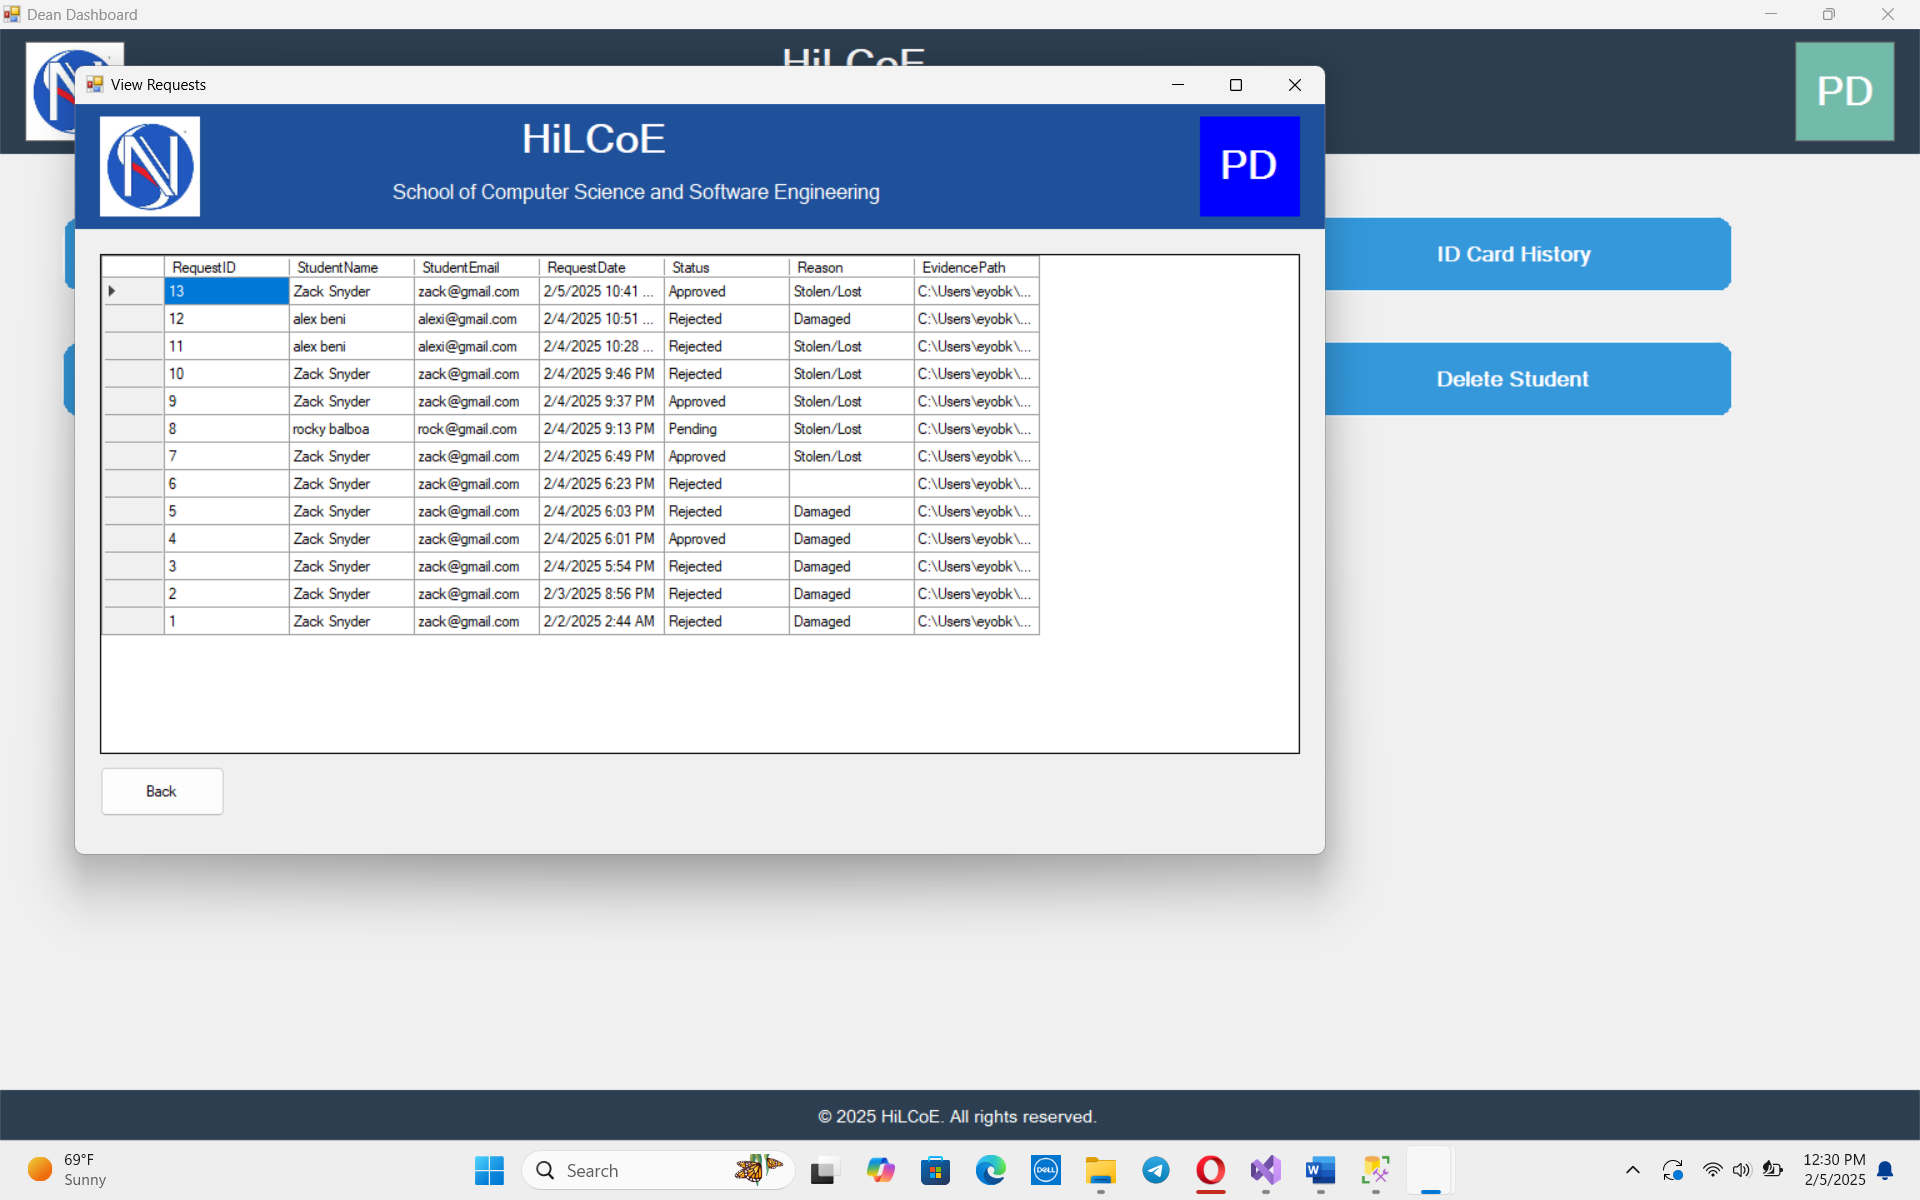 Dean Dashboard
HiLCoE
PD
View Requests
HiLCoE
School of Computer Science and Software Engineering
PD
ID Card History
Delete Student
RequestID StudentName StudentEmail RequestDate Status Reason EvidencePath
13 Zack Snyder zack@gmail.com 2/5/2025 10:41 ... Approved Stolen/Lost C:\Users\eyobk\...
12 alex beni alexi@gmail.com 2/4/2025 10:51 ... Rejected Damaged C:\Users\eyobk\...
11 alex beni alexi@gmail.com 2/4/2025 10:28 ... Rejected Stolen/Lost C:\Users\eyobk\...
10 Zack Snyder zack@gmail.com 2/4/2025 9:46 PM Rejected Stolen/Lost C:\Users\eyobk\...
9 Zack Snyder zack@gmail.com 2/4/2025 9:37 PM Approved Stolen/Lost C:\Users\eyobk\...
8 rocky balboa rock@gmail.com 2/4/2025 9:13 PM Pending Stolen/Lost C:\Users\eyobk\...
7 Zack Snyder zack@gmail.com 2/4/2025 6:49 PM Approved Stolen/Lost C:\Users\eyobk\...
6 Zack Snyder zack@gmail.com 2/4/2025 6:23 PM Rejected C:\Users\eyobk\...
5 Zack Snyder zack@gmail.com 2/4/2025 6:03 PM Rejected Damaged C:\Users\eyobk\...
4 Zack Snyder zack@gmail.com 2/4/2025 6:01 PM Approved Damaged C:\Users\eyobk\...
3 Zack Snyder zack@gmail.com 2/4/2025 5:54 PM Rejected Damaged C:\Users\eyobk\...
2 Zack Snyder zack@gmail.com 2/3/2025 8:56 PM Rejected Damaged C:\Users\eyobk\...
1 Zack Snyder zack@gmail.com 2/2/2025 2:44 AM Rejected Damaged C:\Users\eyobk\...
Back
© 2025 HiLCoE. All rights reserved.
69°F
Sunny
Search
DELL
W
12:30 PM
2/5/2025